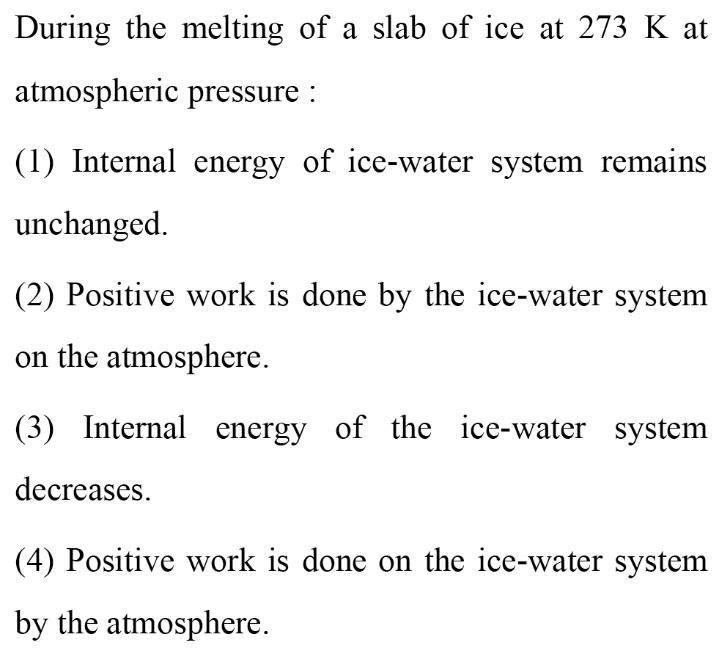 During the melting of a slab of ice at 273 K at
atmospheric pressure :
(1) Internal energy of ice-water system remains
unchanged.
(2) Positive work is done by the ice-water system
on the atmosphere.
(3) Internal energy of the ice-water system
decreases.
(4) Positive work is done on the ice-water system
by the atmosphere.